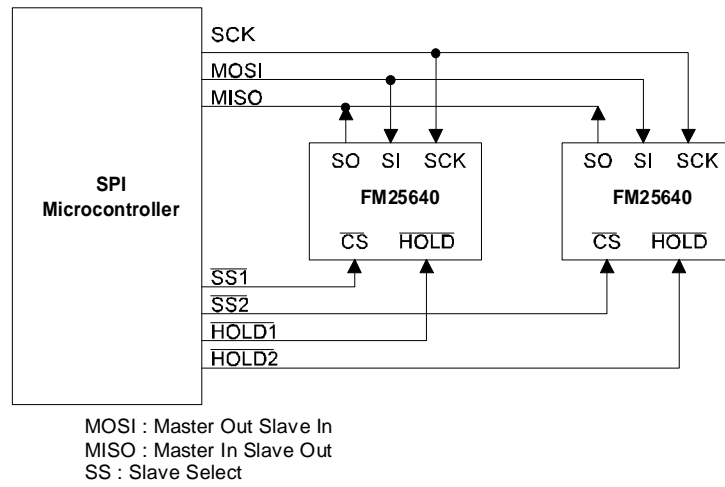 SCK
MOSI
MISO
SO SI SCK
SO SI SCK
SPI
Microcontroller
FM25640
FM25640
CS HOLD
CS HOLD
SS1
SS2
HOLD1
HOLD2
MOSI : Master Out Slave In
MISO : Master In Slave Out
SS : Slave Select